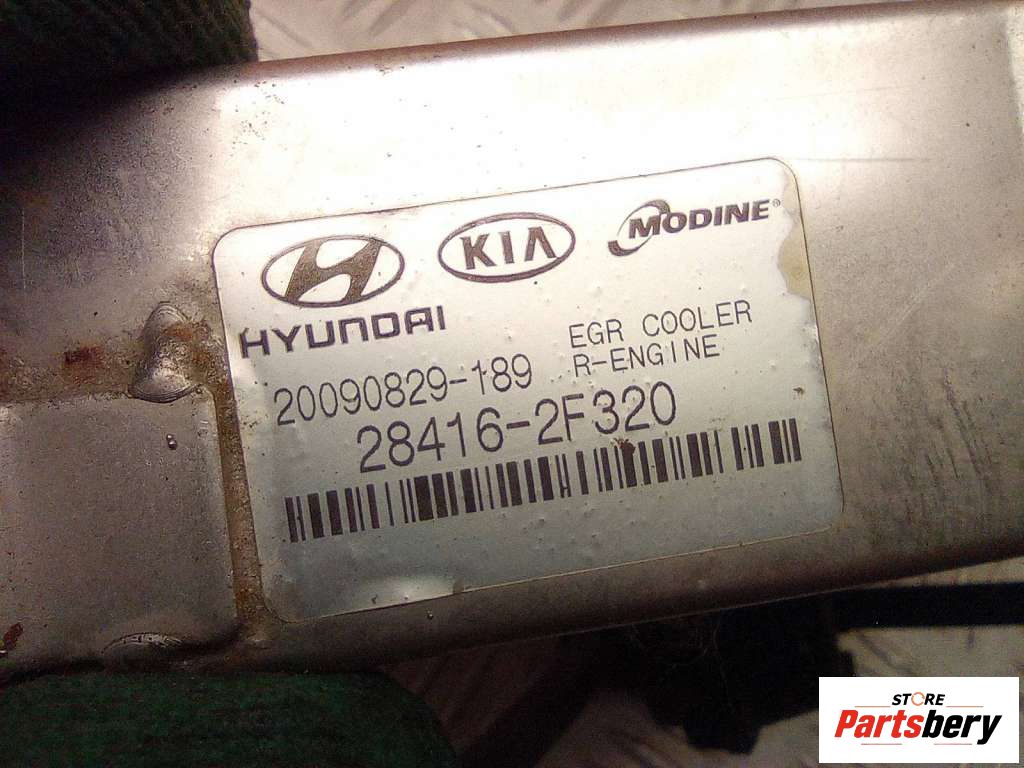 HYUNDAI
KIA
MODINE®
20090829-189
EGR COOLER
R-ENGINE
28416-2F320
STORE
Partsbery